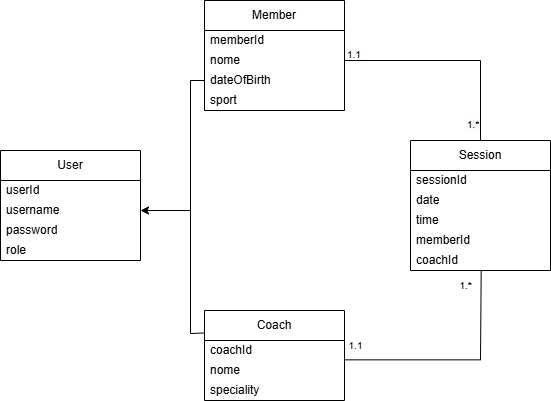 Member
memberId
nome
dateOfBirth
sport
1.1
1.*
User
userId
username
password
role
Session
sessionId
date
time
memberId
coachId
1.*
Coach
coachId
nome
speciality
1.1